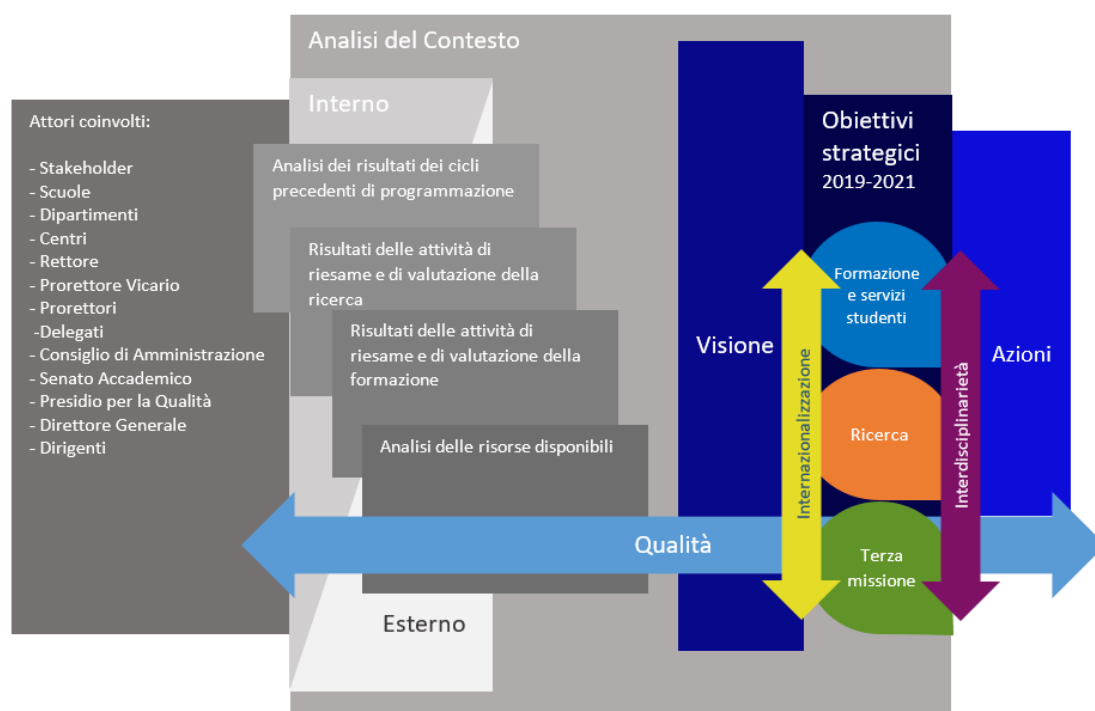 Analisi del Contesto
Interno
Attori coinvolti:
- Stakeholder
- Scuole
- Dipartimenti
- Centri
- Rettore
- Prorettore Vicario
- Prorettori
-Delegati
- Consiglio di Amministrazione
- Senato Accademico
- Presidio per la Qualità
- Direttore Generale
- Dirigenti
Analisi dei risultati dei cicli
precedenti di programmazione
Risultati delle attività di
riesame e di valutazione della
ricerca
Risultati delle attività di
riesame e di valutazione della
formazione
Analisi delle risorse disponibili
Esterno
Qualità
Visione
Obiettivi
strategici
2019-2021
Internazionalizzazione
Formazione
e servizi
studenti
Ricerca
Terza
missione
Interdisciplinarietà
Azioni